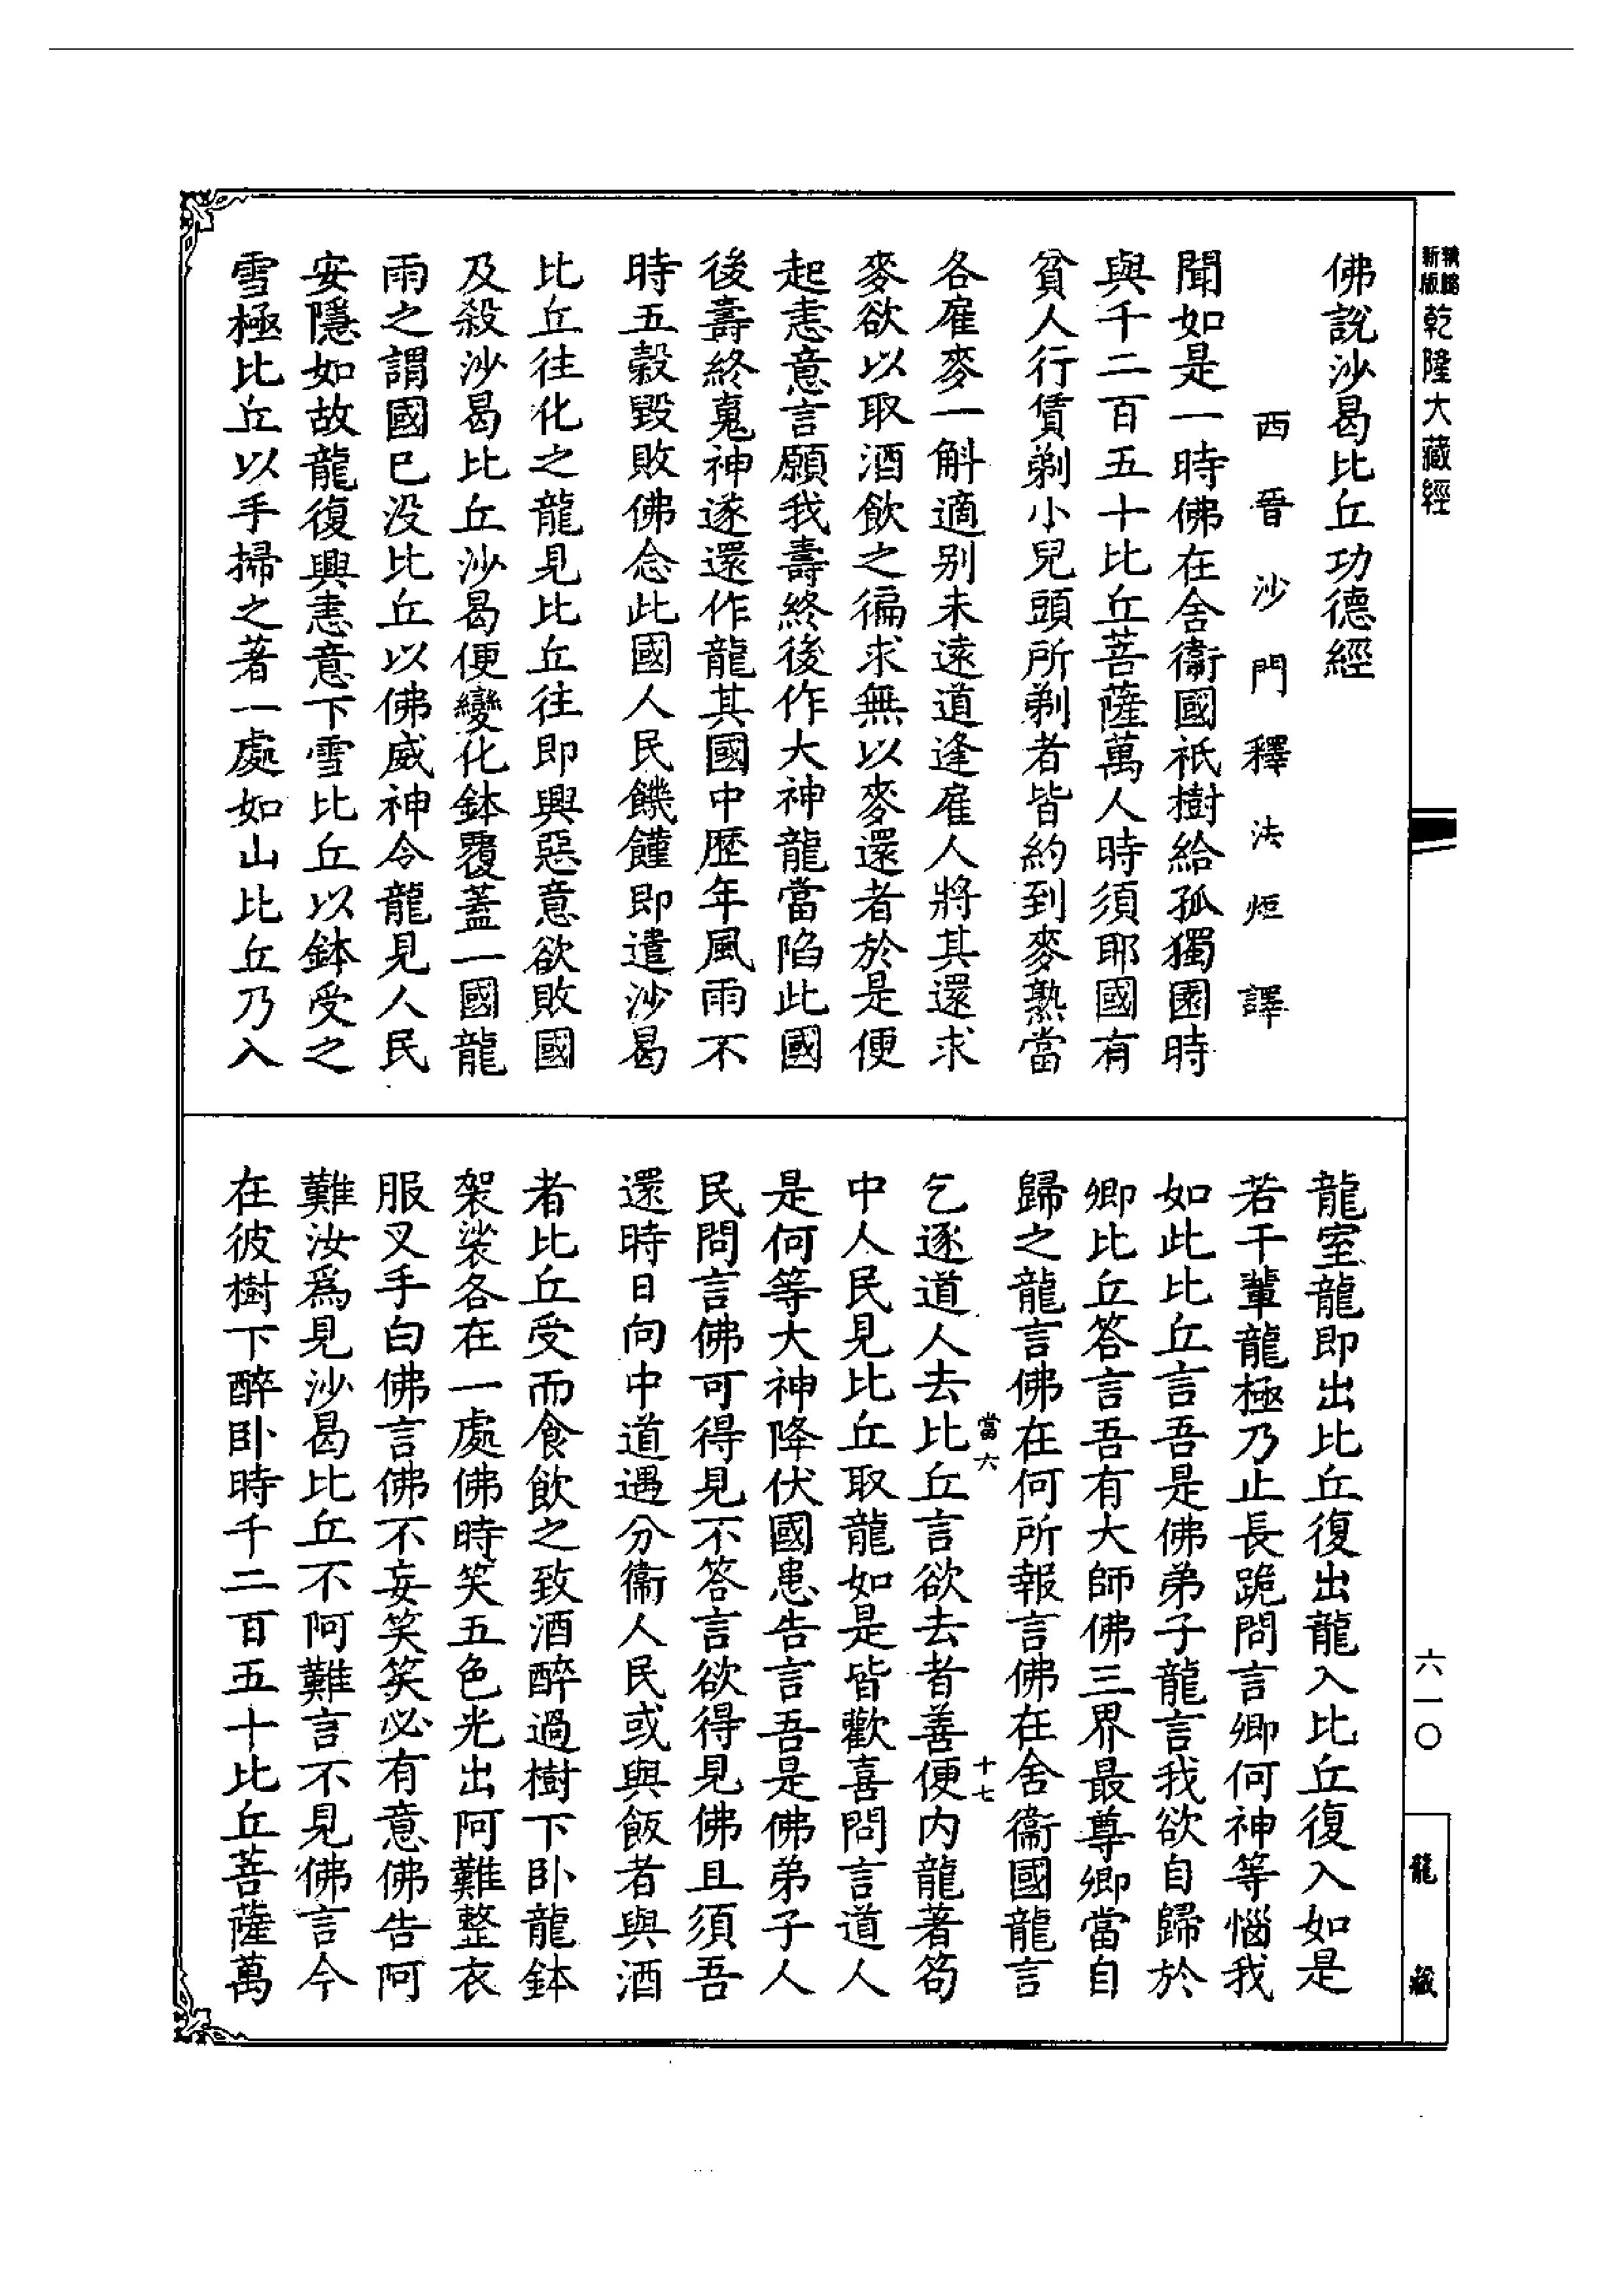 新版
乾隆大藏經
佛說沙曷比丘功德經
西晉沙門釋法炬譯
聞如是一時佛在舍衞國祇樹給孤獨園時
與千二百五十比丘菩薩萬人時須耶國有
貧人行賃剃小兒頭所剃者皆約到麥熟當
各雇麥一斛適别未遠道逢雇人將其還求
麥欲以取酒飲之徧求無以麥還者於是便
起恚意言願我壽終後作大神龍當陷此國
後壽終䰟神遂還作龍其國中歷年風雨不
時五穀毀敗佛念此國人民饑饉即遣沙曷
比丘往化之龍見比丘往即興惡意欲敗國
及殺沙曷比丘沙曷便變化鉢覆蓋一國龍
雨之謂國已没比丘以佛威神令龍見人民
安隱如故龍復興恚意下雪比丘以鉢受之
雪極比丘以手掃之著一處如山比丘乃入
龍室龍即出比丘復出龍入比丘復入如是
若干輩龍極乃止長跪問言卿何神等惱我
如此比丘言吾是佛弟子龍言我欲自歸於
卿比丘答言吾有大師佛三界最尊卿當自
歸之龍言佛在何所報言佛在舍衞國龍言
當六
十七
乞逐道人去比丘言欲去者善便内龍著笥
中人民見比丘取龍如是皆歡喜問言道人
是何等大神降伏國患告言吾是佛弟子人
民問言佛可得見不答言欲得見佛且須吾
還時日向中道遇分衞人民或與飯者與酒
者比丘受而食飲之致酒醉過樹下卧龍鉢
袈裟各在一處佛時笑五色光出阿難整衣
服叉手白佛言佛不妄笑笑必有意佛告阿
難汝爲見沙曷比丘不阿難言不見佛言今
在彼樹下醉卧時千二百五十比丘菩薩萬
六一〇
龍藏